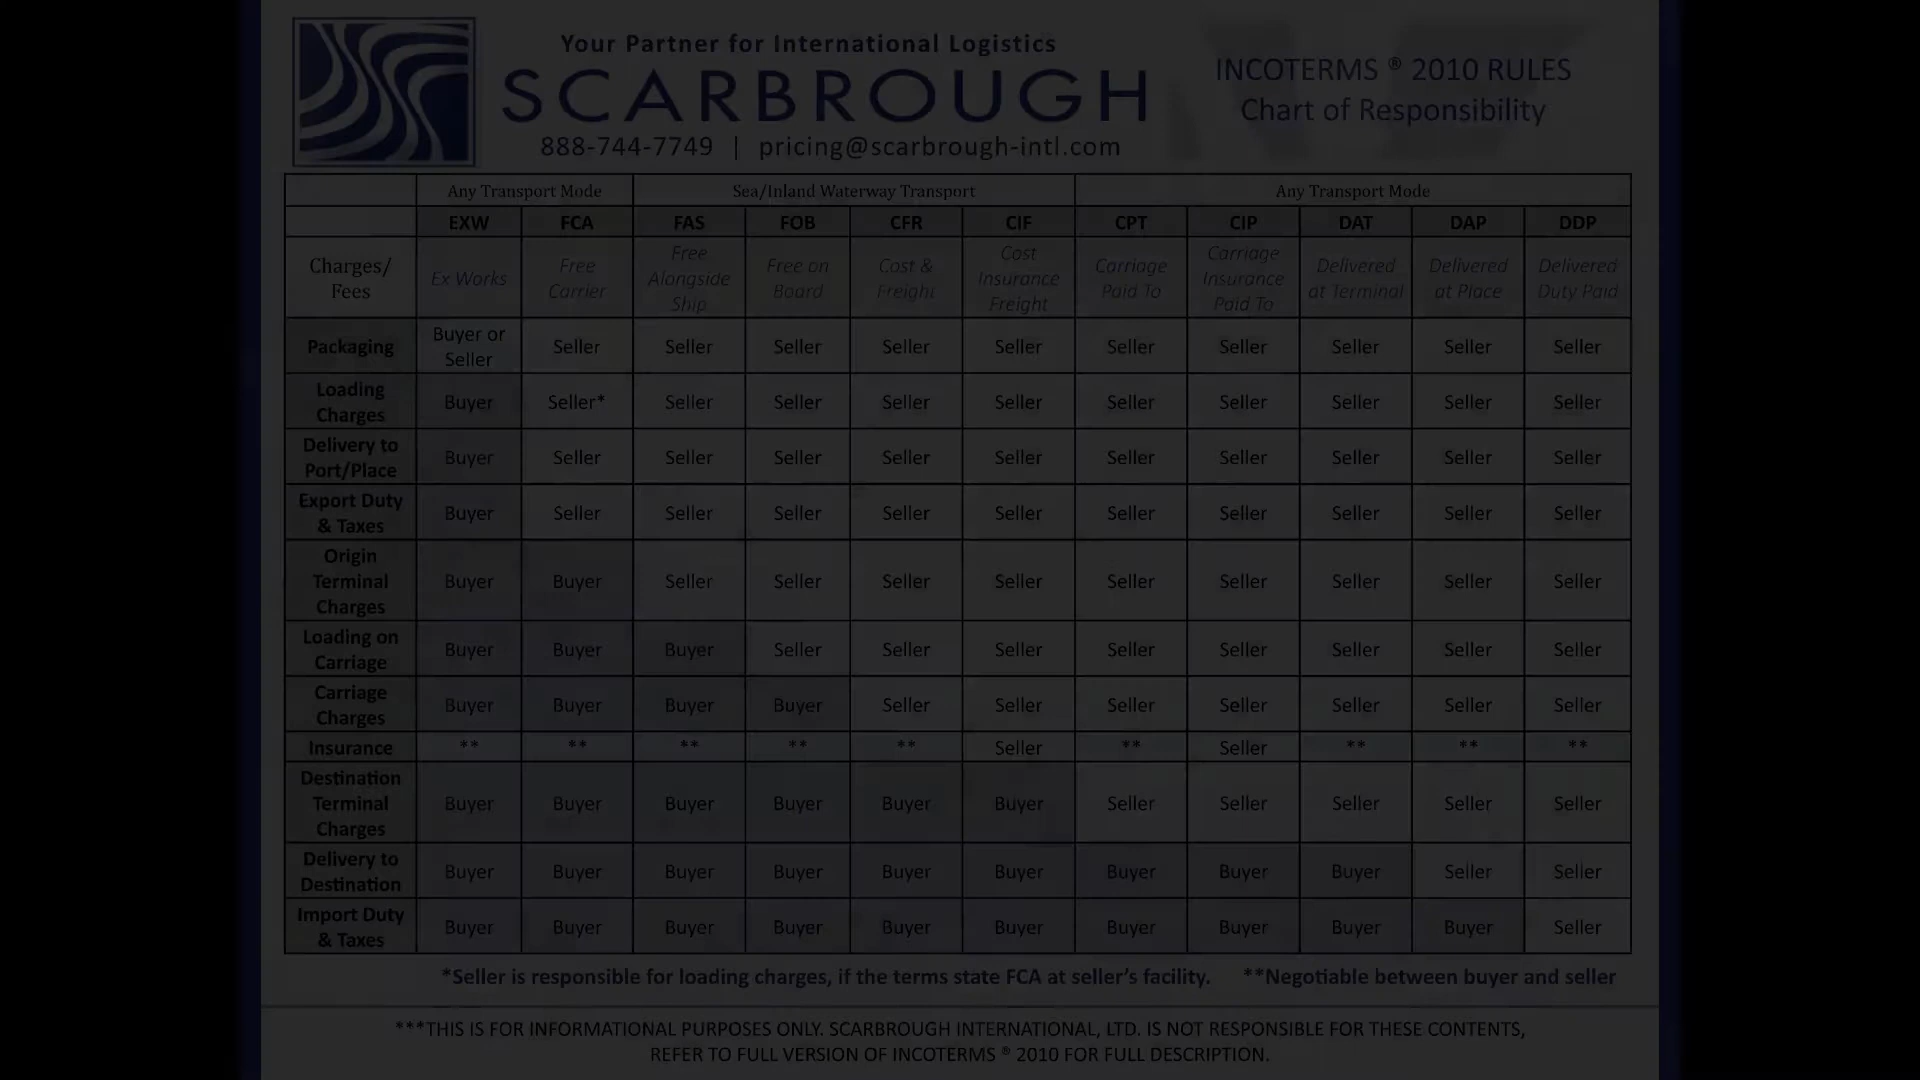 Your Partner for International Logistics
SCARBROUGH
888-744-7749 | pricing@scarbrough-intl.com
INCOTERMS ® 2010 RULES
Chart of Responsibility
Any Transport Mode Sea/Inland Waterway Transport Any Transport Mode
EXW FCA FAS FOB CFR CIF CPT CIP DAT DAP DDP
Charges/ Fees Ex Works Free Carrier Free Alongside Ship Free on Board Cost & Freight Cost Insurance Freight Carriage Paid To Carriage Insurance Paid To Delivered at Terminal Delivered at Place Delivered Duty Paid
Packaging Buyer or Seller Seller Seller Seller Seller Seller Seller Seller Seller Seller Seller
Loading Charges Buyer Seller* Seller Seller Seller Seller Seller Seller Seller Seller Seller
Delivery to Port/Place Buyer Seller Seller Seller Seller Seller Seller Seller Seller Seller Seller
Export Duty & Taxes Buyer Seller Seller Seller Seller Seller Seller Seller Seller Seller Seller
Origin Terminal Charges Buyer Buyer Seller Seller Seller Seller Seller Seller Seller Seller Seller
Loading on Carriage Buyer Buyer Buyer Seller Seller Seller Seller Seller Seller Seller Seller
Carriage Charges Buyer Buyer Buyer Buyer Seller Seller Seller Seller Seller Seller Seller
Insurance ** ** ** ** ** Seller ** Seller ** ** **
Destination Terminal Charges Buyer Buyer Buyer Buyer Buyer Buyer Seller Seller Seller Seller Seller
Delivery to Destination Buyer Buyer Buyer Buyer Buyer Buyer Buyer Buyer Buyer Seller Seller
Import Duty & Taxes Buyer Buyer Buyer Buyer Buyer Buyer Buyer Buyer Buyer Buyer Seller
*Seller is responsible for loading charges, if the terms state FCA at seller's facility. **Negotiable between buyer and seller
***THIS IS FOR INFORMATIONAL PURPOSES ONLY. SCARBROUGH INTERNATIONAL, LTD. IS NOT RESPONSIBLE FOR THESE CONTENTS,
REFER TO FULL VERSION OF INCOTERMS ® 2010 FOR FULL DESCRIPTION.